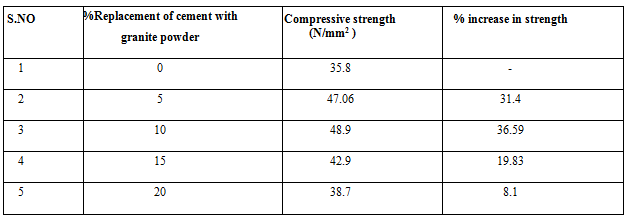 S.NO %Replacement of cement with granite powder Compressive strength (N/mm²) % increase in strength
1 0 35.8 -
2 5 47.06 31.4
3 10 48.9 36.59
4 15 42.9 19.83
5 20 38.7 8.1